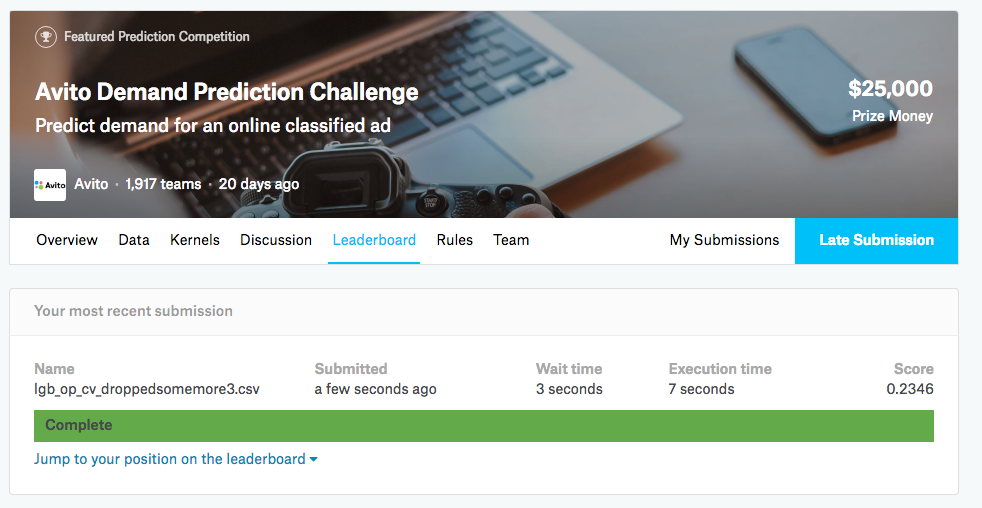 Featured Prediction Competition
Avito Demand Prediction Challenge
$25,000
Predict demand for an online classified ad
Prize Money
Avito
Avito · 1,917 teams · 20 days ago
START
STOP
Overview Data Kernels Discussion Leaderboard Rules Team My Submissions Late Submission
Your most recent submission
Name Submitted Wait time Execution time Score
lgb_op_cv_droppedsomemore3.csv a few seconds ago 3 seconds 7 seconds 0.2346
Complete
Jump to your position on the leaderboard